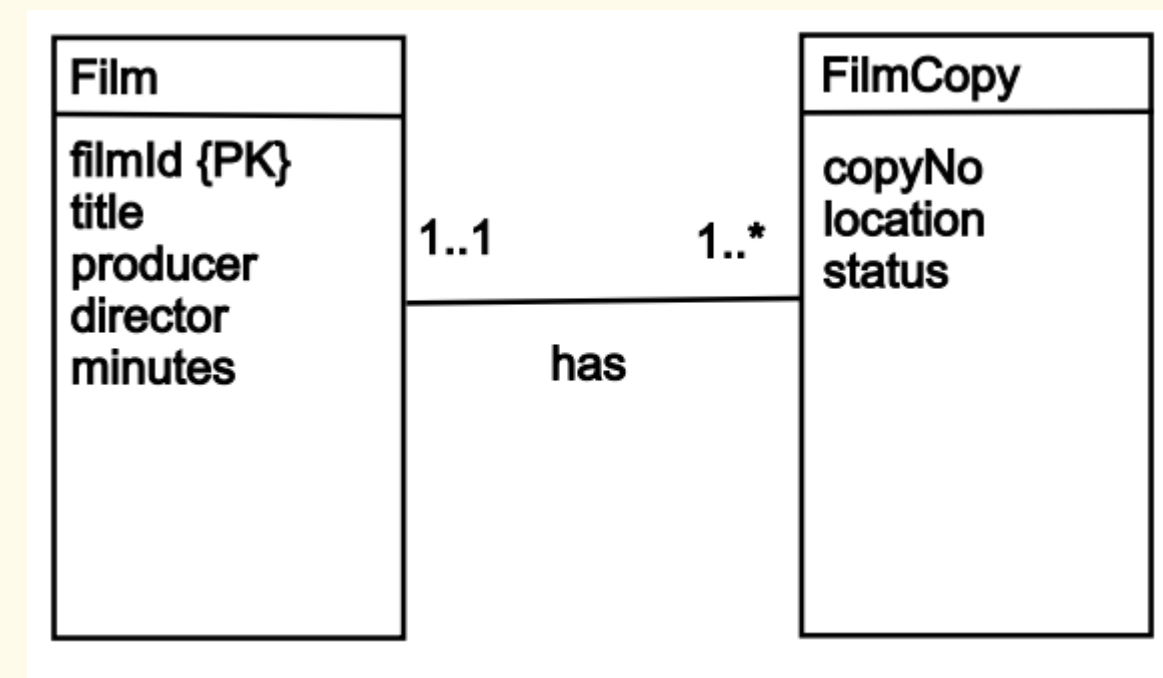 Film
filmId {PK}
title
producer
director
minutes
1..1
1..*
has
FilmCopy
copyNo
location
status